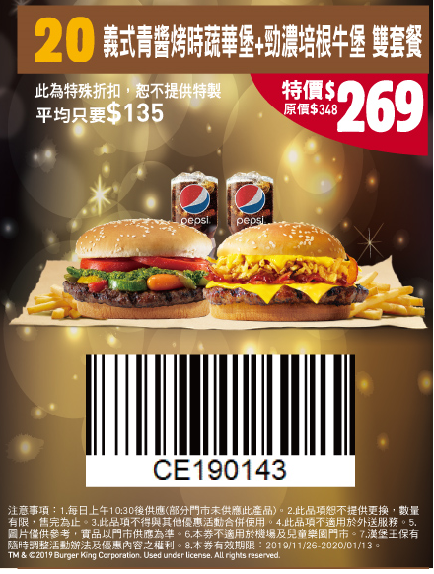 20 義式青醬烤時蔬華堡+勁濃培根牛堡 雙套餐
此為特殊折扣，恕不提供特製
平均只要$135
特價$269
原價$348
pepsi
pepsi
CE190143
注意事項：1.每日上午10:30後供應(部分門市未供應此產品)。2.此品項恕不提供更換，數量
有限，售完為止。3.此品項不得與其他優惠活動合併使用。4.此品項不適用於外送服務。5.
圖片僅供參考，實品以門市供應為準。6.本券不適用於機場及兒童樂園門市。7.漢堡王保有
隨時調整活動辦法及優惠內容之權利。8.本券有效期限：2019/11/26-2020/01/13。
TM & ©2019 Burger King Corporation. Used under license. All rights reserved.